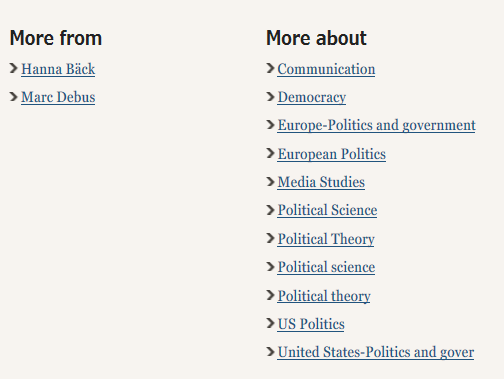 More from
Hanna Bäck
Marc Debus
More about
Communication
Democracy
Europe-Politics and government
European Politics
Media Studies
Political Science
Political Theory
Political science
Political theory
US Politics
United States-Politics and gover